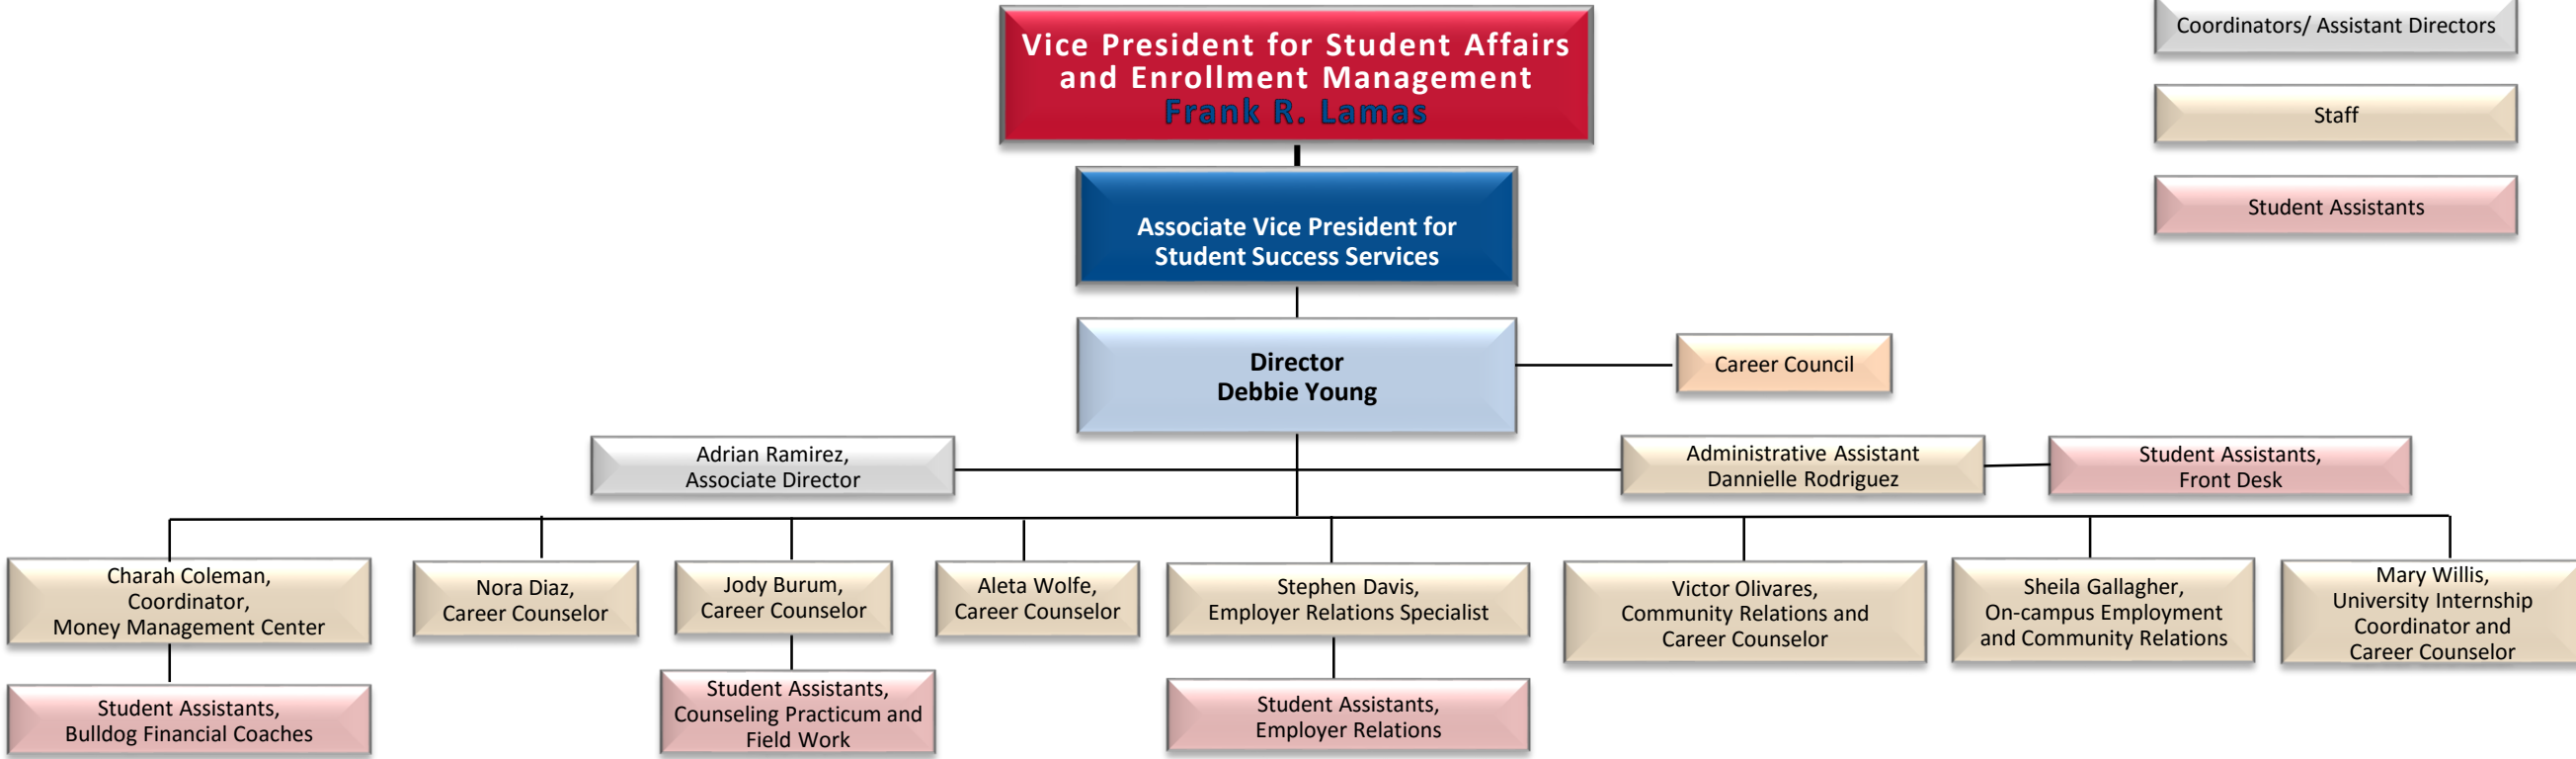 Vice President for Student Affairs
and Enrollment Management
Frank R. Lamas
Coordinators/ Assistant Directors
Staff
Student Assistants
Associate Vice President for
Student Success Services
Director
Debbie Young
Career Council
Adrian Ramirez,
Associate Director
Administrative Assistant
Dannielle Rodriguez
Student Assistants,
Front Desk
Charah Coleman,
Coordinator,
Money Management Center
Nora Diaz,
Career Counselor
Jody Burum,
Career Counselor
Aleta Wolfe,
Career Counselor
Stephen Davis,
Employer Relations Specialist
Victor Olivares,
Community Relations and
Career Counselor
Sheila Gallagher,
On-campus Employment
and Community Relations
Mary Willis,
University Internship
Coordinator and
Career Counselor
Student Assistants,
Bulldog Financial Coaches
Student Assistants,
Counseling Practicum and
Field Work
Student Assistants,
Employer Relations